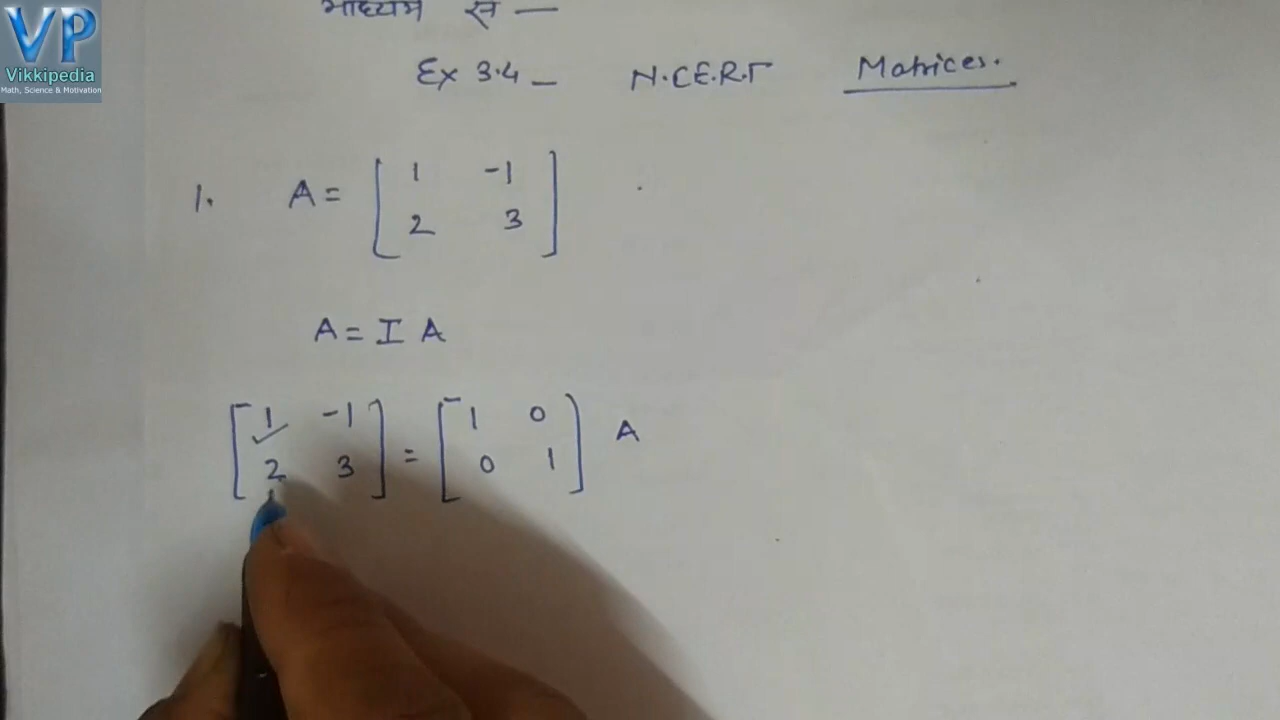 VP
Vikkipedia
Math, Science & Motivation
माध्यम से —
Ex 3.4 — N.C.E.R.T Matrices.
1. A = [ 1 -1
2 3 ]
A = I A
[ 1 -1
2 3 ] = [ 1 0
0 1 ] A